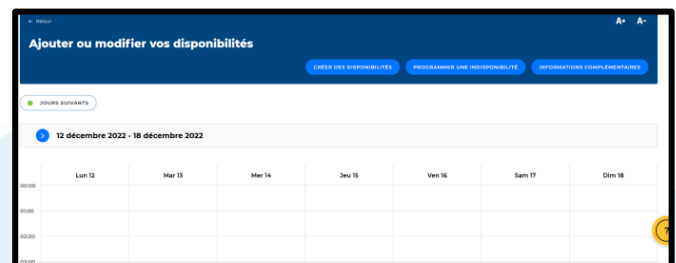 ← Retour
A+ A-
Ajouter ou modifier vos disponibilités
CRÉER DES DISPONIBILITÉS PROGRAMMER UNE INDISPONIBILITÉ INFORMATIONS COMPLÉMENTAIRES
JOURS SUIVANTS
12 décembre 2022 - 18 décembre 2022
Lun 12 Mar 13 Mer 14 Jeu 15 Ven 16 Sam 17 Dim 18
00:00
01:00
02:00
03:00
?